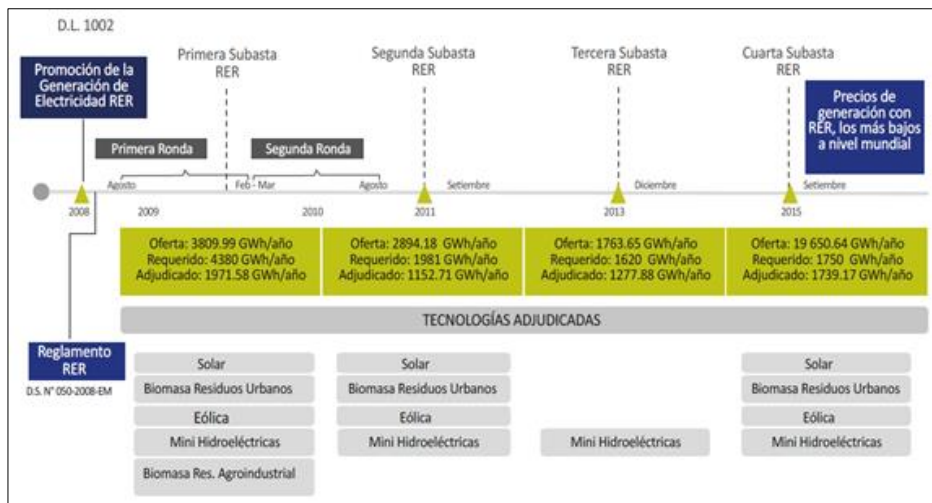 D.L. 1002
Promoción de la
Generación de
Electricidad RER
Primera Subasta
RER
Segunda Subasta
RER
Tercera Subasta
RER
Cuarta Subasta
RER
Precios de
generación con
RER, los más bajos
a nivel mundial
Primera Ronda
Segunda Ronda
Agosto
Feb - Mar
Agosto
Setiembre
Diciembre
Setiembre
2008
2009
2010
2011
2013
2015
Oferta: 3809.99 GWh/año
Requerido: 4380 GWh/año
Adjudicado: 1971.58 GWh/año
Oferta: 2894.18 GWh/año
Requerido: 1981 GWh/año
Adjudicado: 1152.71 GWh/año
Oferta: 1763.65 GWh/año
Requerido: 1620 GWh/año
Adjudicado: 1277.88 GWh/año
Oferta: 19 650.64 GWh/año
Requerido: 1750 GWh/año
Adjudicado: 1739.17 GWh/año
TECNOLOGÍAS ADJUDICADAS
Reglamento
RER
D.S. N° 050-2008-EM
Solar
Biomasa Residuos Urbanos
Eólica
Mini Hidroeléctricas
Biomasa Res. Agroindustrial
Solar
Biomasa Residuos Urbanos
Eólica
Mini Hidroeléctricas
Mini Hidroeléctricas
Solar
Biomasa Residuos Urbanos
Eólica
Mini Hidroeléctricas